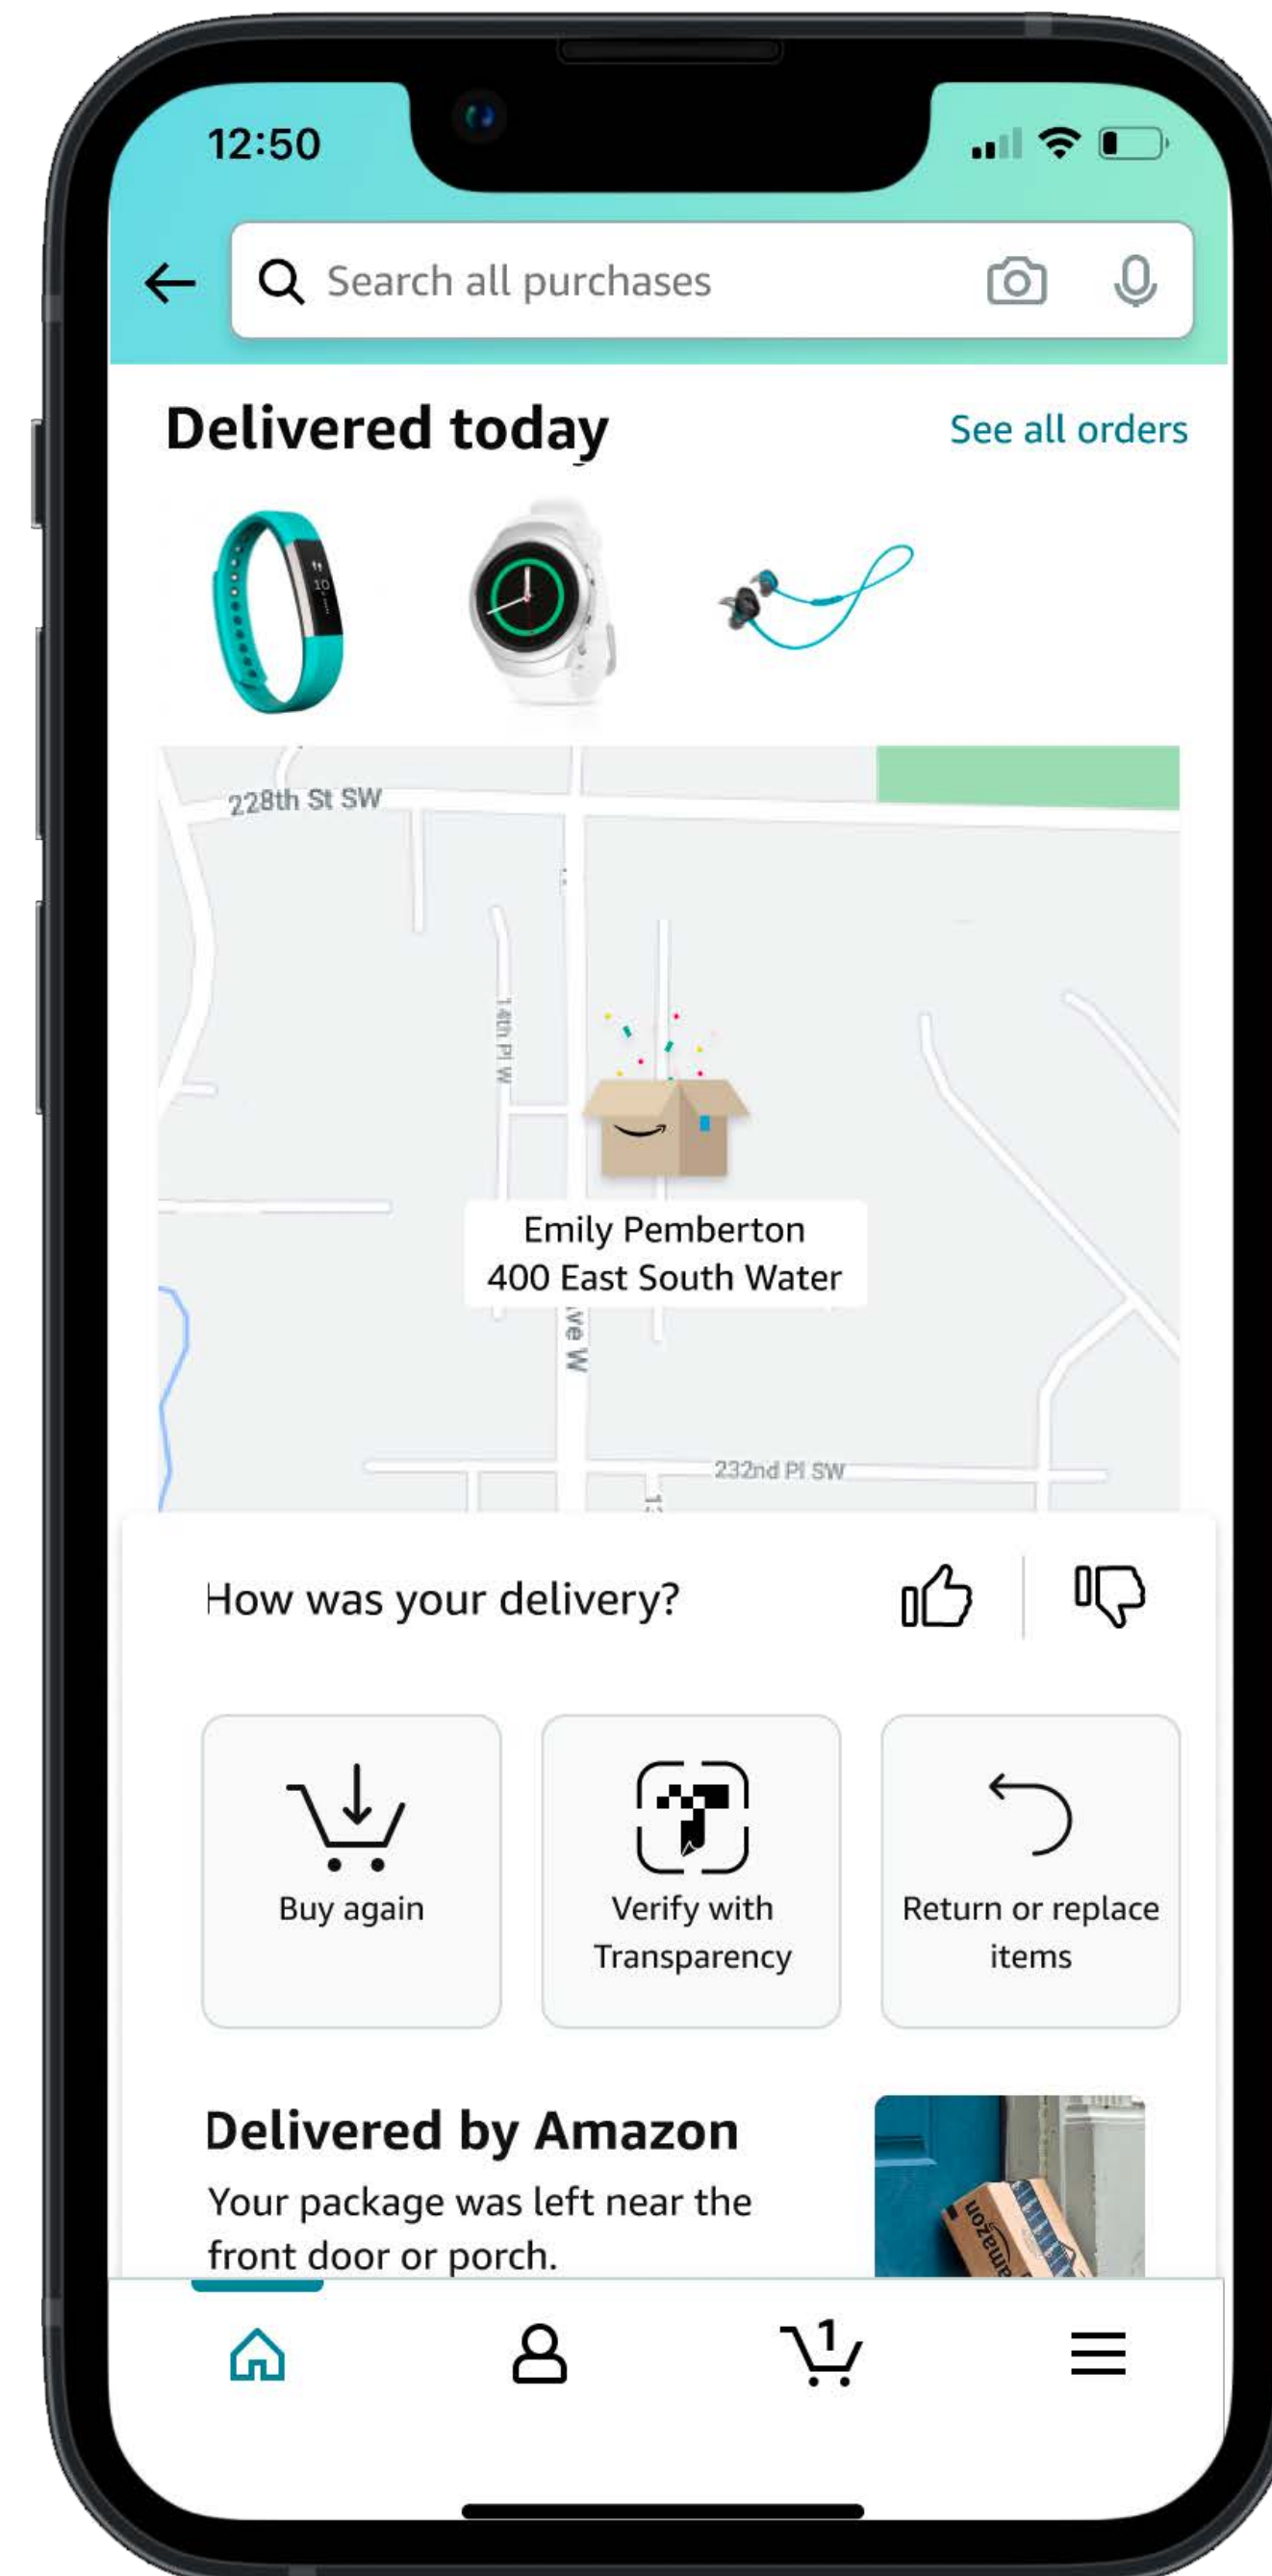 12:50
Search all purchases
Delivered today
See all orders
10
228th St SW
14th Pl W
Emily Pemberton
400 East South Water
ve W
232nd Pl SW
How was your delivery?
Buy again
Verify with
Transparency
Return or replace
items
Delivered by Amazon
Your package was left near the
front door or porch.
amazon
1